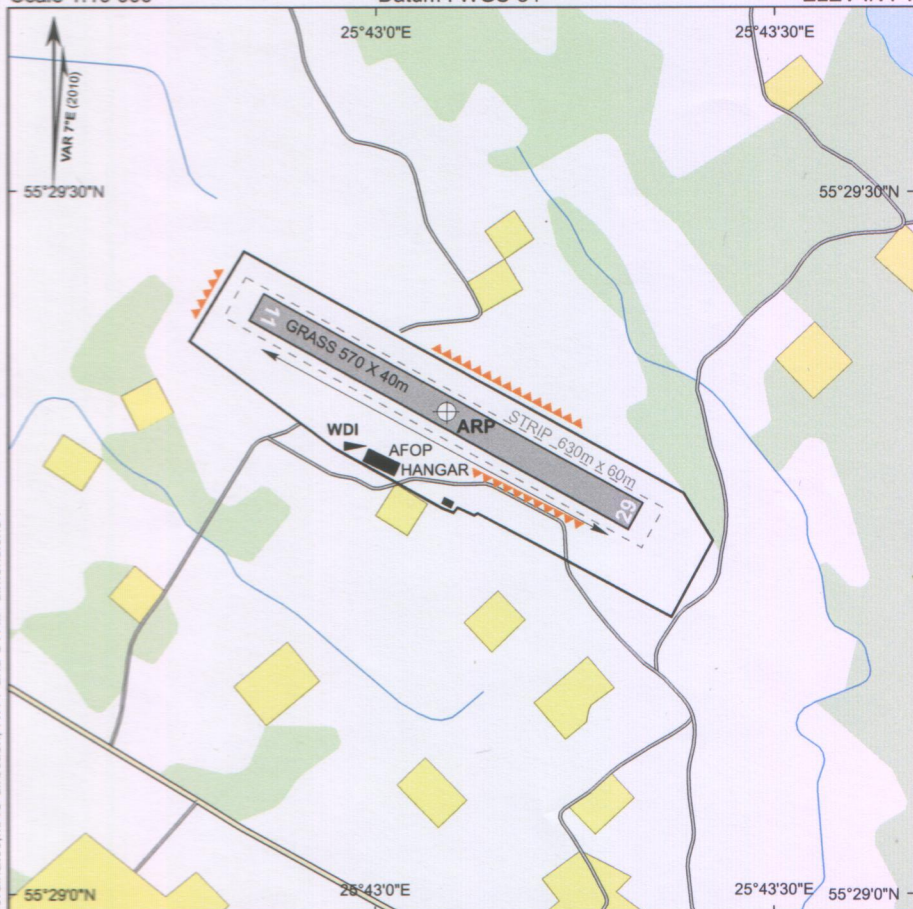 25°43'0"E
25°43'30"E
VAR 7°E (2010)
55°29'30"N
55°29'30"N
11
GRASS 570 X 40m
ARP
STRIP 630m x 60m
WDI
AFOP
HANGAR
29
55°29'0"N
25°43'0"E
25°43'30"E
55°29'0"N